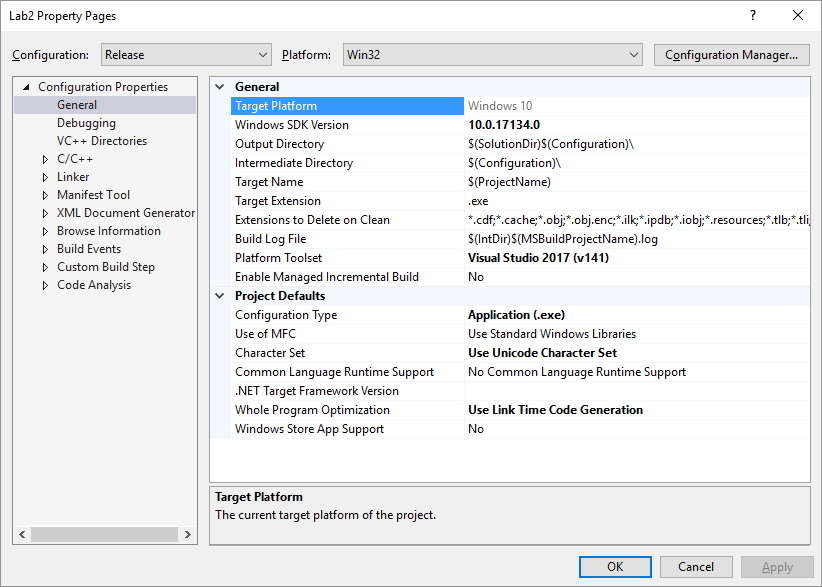 Lab2 Property Pages
?
Configuration: Release Platform: Win32 Configuration Manager...
Configuration Properties
General
Debugging
VC++ Directories
C/C++
Linker
Manifest Tool
XML Document Generator
Browse Information
Build Events
Custom Build Step
Code Analysis
General
Target Platform Windows 10
Windows SDK Version 10.0.17134.0
Output Directory $(SolutionDir)$(Configuration)\
Intermediate Directory $(Configuration)\
Target Name $(ProjectName)
Target Extension .exe
Extensions to Delete on Clean *.cdf;*.cache;*.obj;*.obj.enc;*.ilk;*.ipdb;*.iobj;*.resources;*.tlb;*.tli;
Build Log File $(IntDir)$(MSBuildProjectName).log
Platform Toolset Visual Studio 2017 (v141)
Enable Managed Incremental Build No
Project Defaults
Configuration Type Application (.exe)
Use of MFC Use Standard Windows Libraries
Character Set Use Unicode Character Set
Common Language Runtime Support No Common Language Runtime Support
.NET Target Framework Version
Whole Program Optimization Use Link Time Code Generation
Windows Store App Support No
Target Platform
The current target platform of the project.
OK Cancel Apply